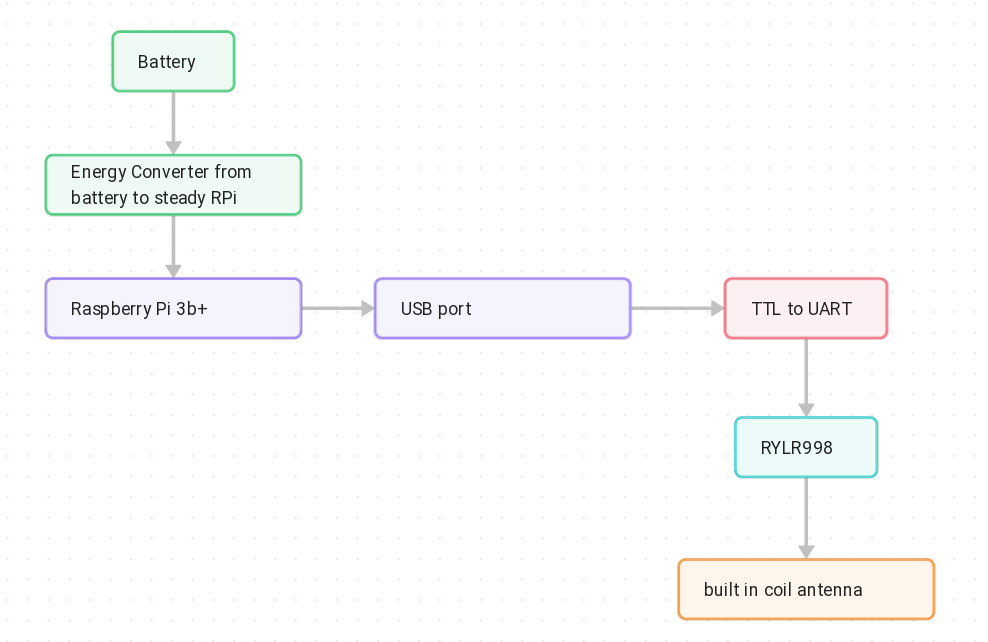 Battery
Energy Converter from
battery to steady RPi
Raspberry Pi 3b+
USB port
TTL to UART
RYLR998
built in coil antenna